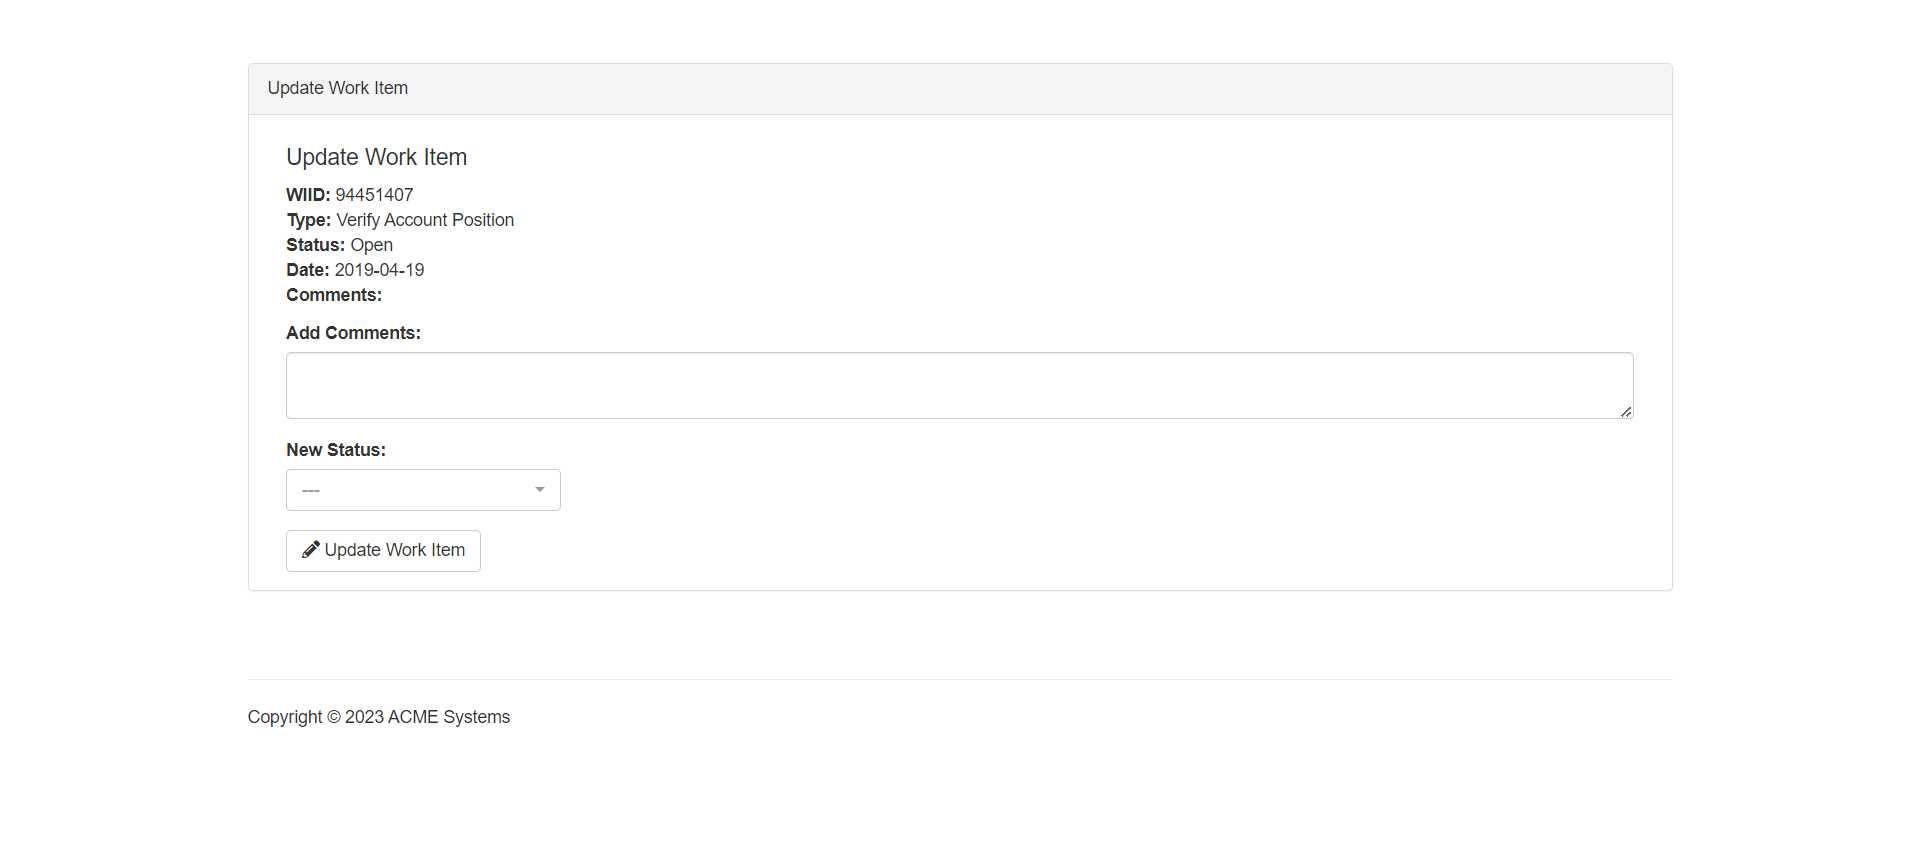 Update Work Item
Update Work Item
WIID: 94451407
Type: Verify Account Position
Status: Open
Date: 2019-04-19
Comments:
Add Comments:
New Status:
---
Update Work Item
Copyright © 2023 ACME Systems